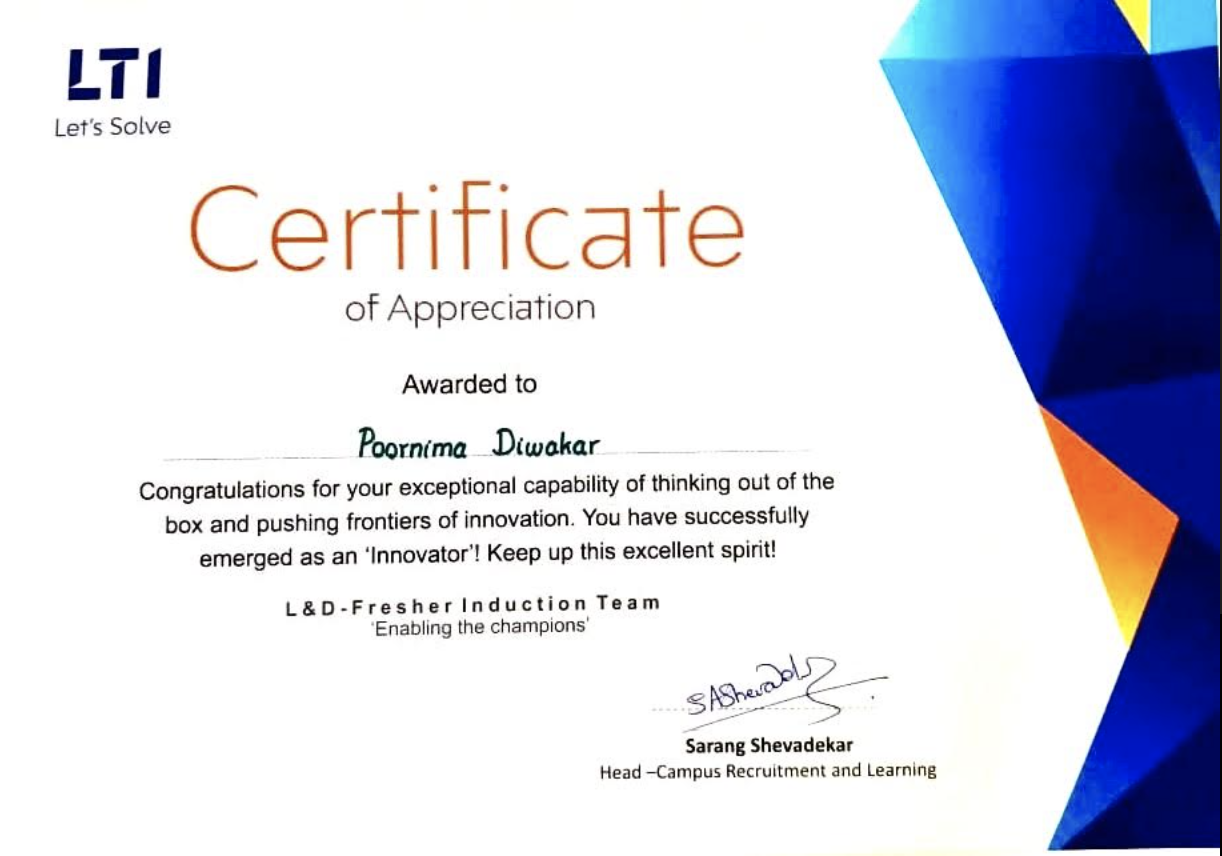 LTI
Let's Solve
Certificate
of Appreciation
Awarded to
Poornima Diwakar
Congratulations for your exceptional capability of thinking out of the
box and pushing frontiers of innovation. You have successfully
emerged as an ‘Innovator’! Keep up this excellent spirit!
L&D-Fresher Induction Team
‘Enabling the champions’
Sarang Shevadekar
Head –Campus Recruitment and Learning